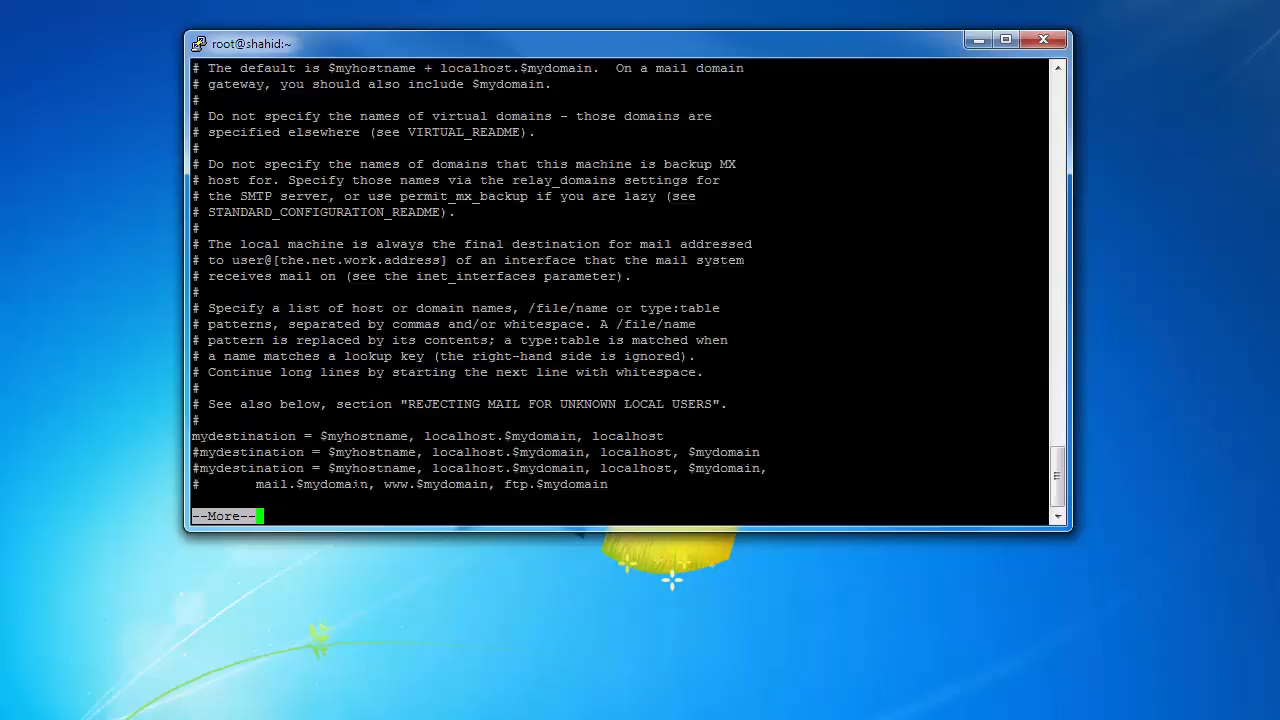 root@shahid:~
# The default is $myhostname + localhost.$mydomain.  On a mail domain
# gateway, you should also include $mydomain.
#
# Do not specify the names of virtual domains - those domains are
# specified elsewhere (see VIRTUAL_README).
#
# Do not specify the names of domains that this machine is backup MX
# host for. Specify those names via the relay_domains settings for
# the SMTP server, or use permit_mx_backup if you are lazy (see
# STANDARD_CONFIGURATION_README).
#
# The local machine is always the final destination for mail addressed
# to user@[the.net.work.address] of an interface that the mail system
# receives mail on (see the inet_interfaces parameter).
#
# Specify a list of host or domain names, /file/name or type:table
# patterns, separated by commas and/or whitespace. A /file/name
# pattern is replaced by its contents; a type:table is matched when
# a name matches a lookup key (the right-hand side is ignored).
# Continue long lines by starting the next line with whitespace.
#
# See also below, section "REJECTING MAIL FOR UNKNOWN LOCAL USERS".
#
mydestination = $myhostname, localhost.$mydomain, localhost
#mydestination = $myhostname, localhost.$mydomain, localhost, $mydomain
#mydestination = $myhostname, localhost.$mydomain, localhost, $mydomain,
#       mail.$mydomain, www.$mydomain, ftp.$mydomain
--More--